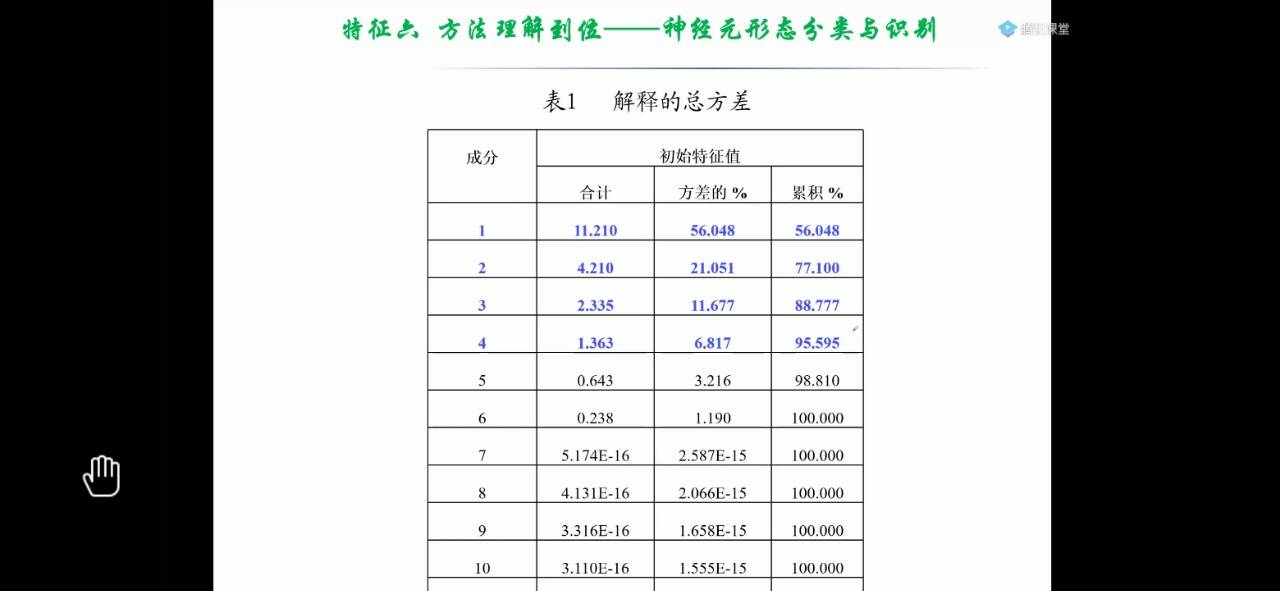 特征六 方法理解到位——神经元形态分类与识别
腾讯课堂
表1 解释的总方差
成分 初始特征值
合计 方差的 % 累积 %
1 11.210 56.048 56.048
2 4.210 21.051 77.100
3 2.335 11.677 88.777
4 1.363 6.817 95.595
5 0.643 3.216 98.810
6 0.238 1.190 100.000
7 5.174E-16 2.587E-15 100.000
8 4.131E-16 2.066E-15 100.000
9 3.316E-16 1.658E-15 100.000
10 3.110E-16 1.555E-15 100.000